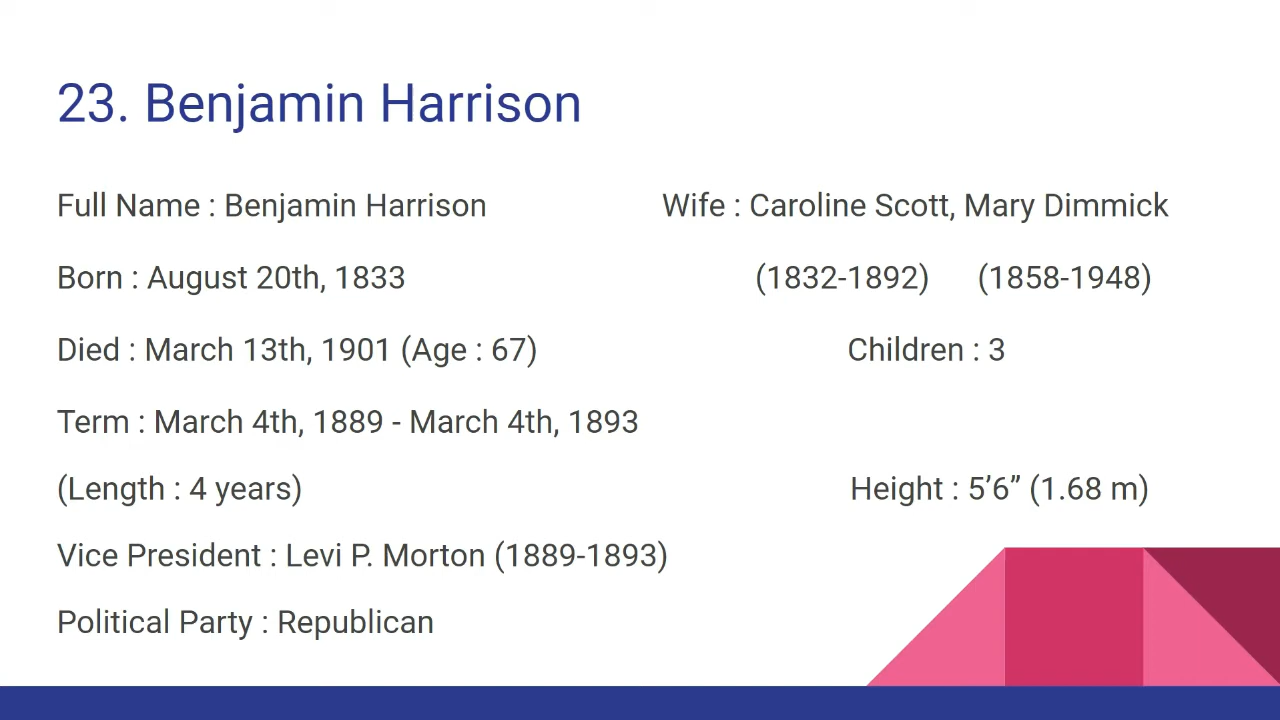 23. Benjamin Harrison
Full Name : Benjamin Harrison
Born : August 20th, 1833
Died : March 13th, 1901 (Age : 67)
Term : March 4th, 1889 - March 4th, 1893
(Length : 4 years)
Vice President : Levi P. Morton (1889-1893)
Political Party : Republican
Wife : Caroline Scott, Mary Dimmick
(1832-1892) (1858-1948)
Children : 3
Height : 5’6” (1.68 m)